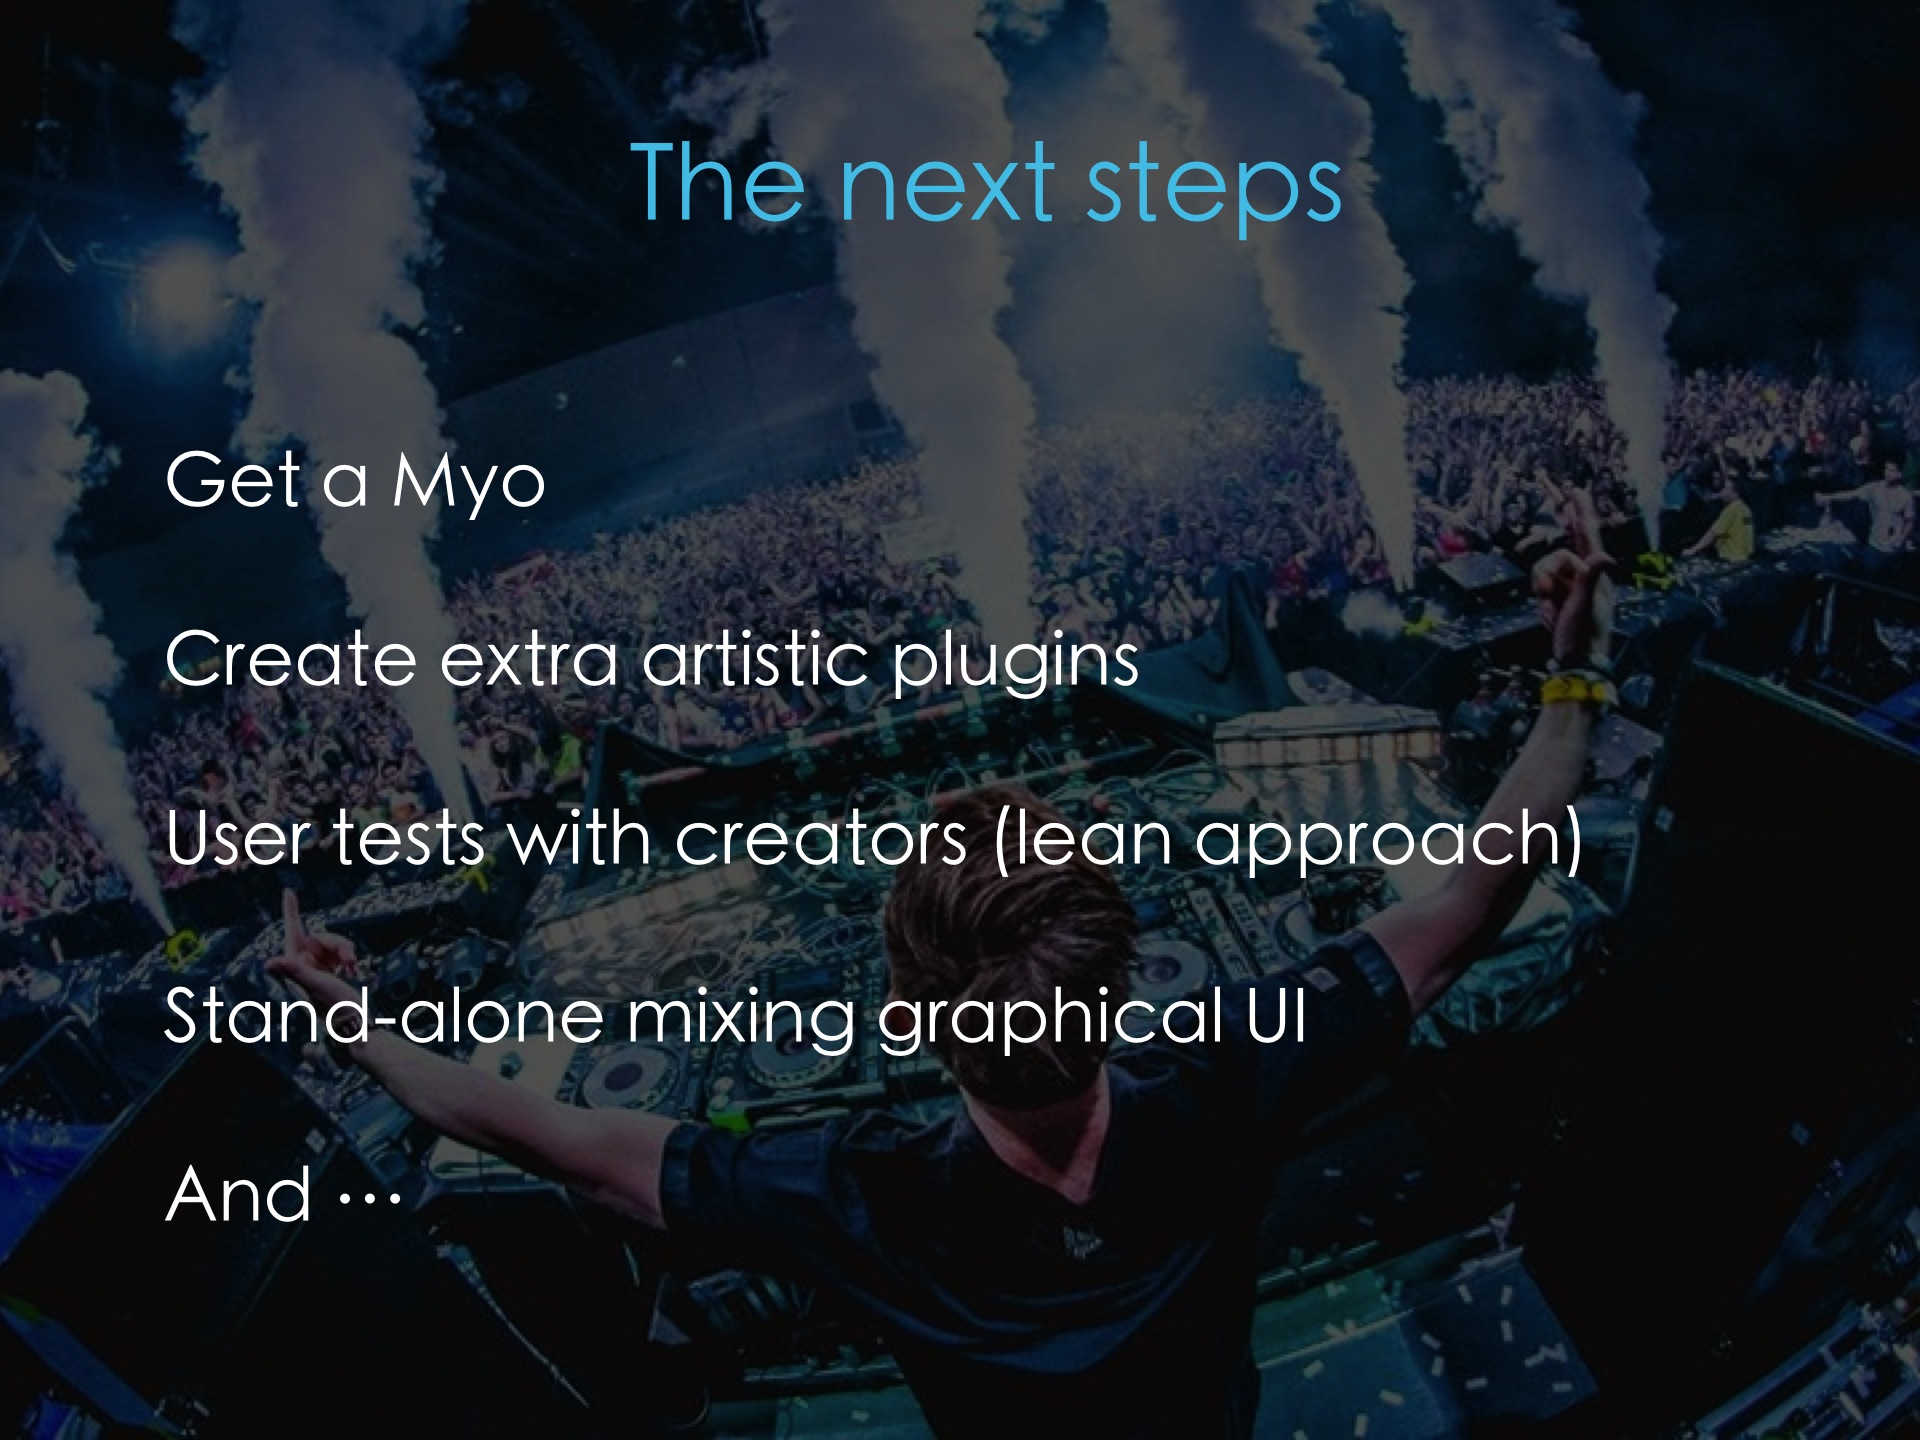 The next steps
Get a Myo
Create extra artistic plugins
User tests with creators (lean approach)
Stand-alone mixing graphical UI
And ⋯